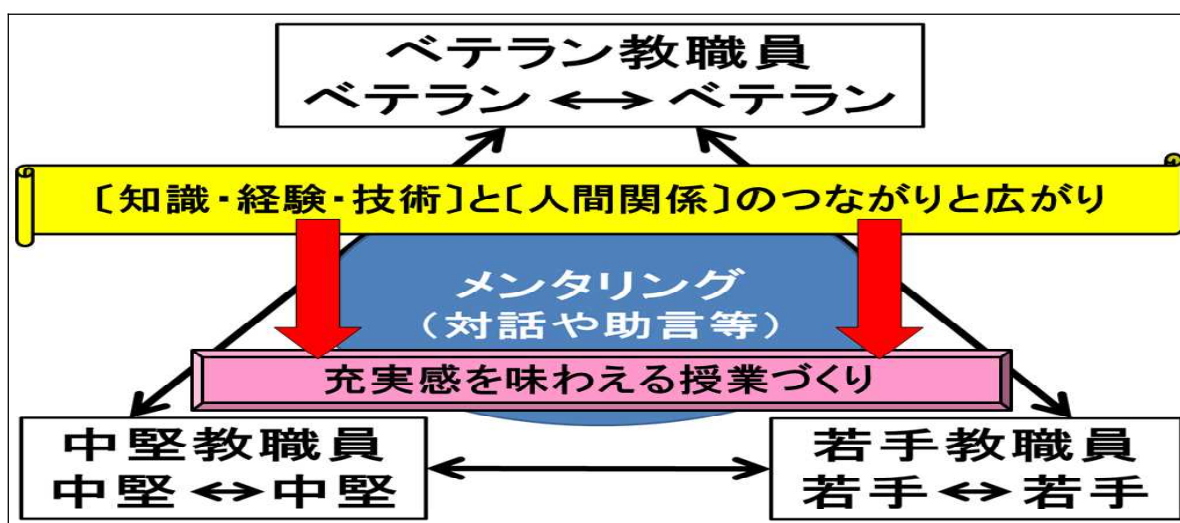 ベテラン教職員
ベテラン ↔ ベテラン
〔知識・経験・技術〕と〔人間関係〕のつながりと広がり
メンタリング
（対話や助言等）
充実感を味わえる授業づくり
中堅教職員
中堅 ↔ 中堅
若手教職員
若手 ↔ 若手